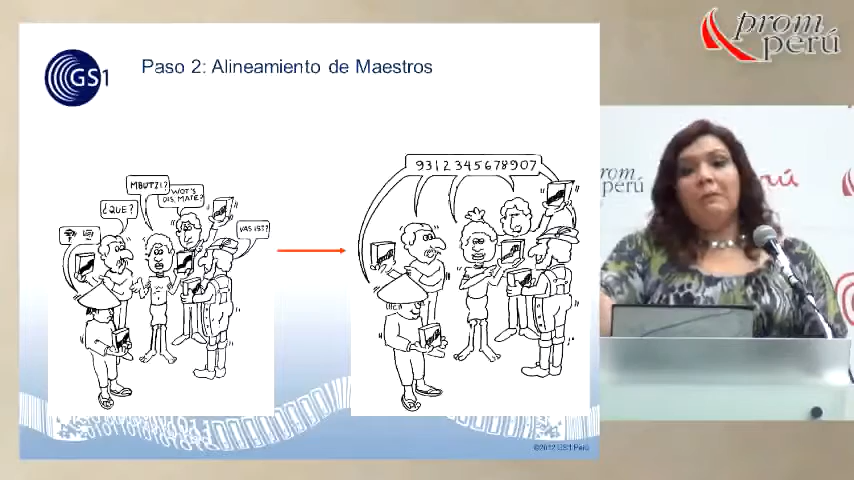 GS1
Paso 2: Alineamiento de Maestros
prom
perú
MBUTZI?
WOT'S
DIS, MATE?
¿QUE?
VAS IST?
9312345678907
©2012 GS1 Perú
rom
perú